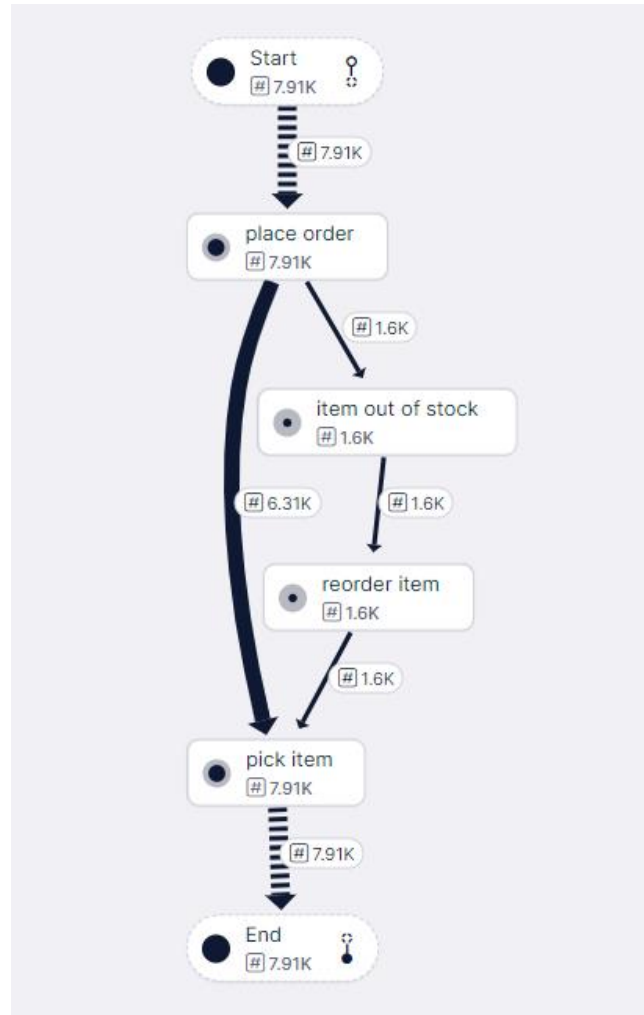 Start
# 7.91K
# 7.91K
place order
# 7.91K
# 1.6K
item out of stock
# 1.6K
# 6.31K
# 1.6K
reorder item
# 1.6K
# 1.6K
pick item
# 7.91K
# 7.91K
End
# 7.91K